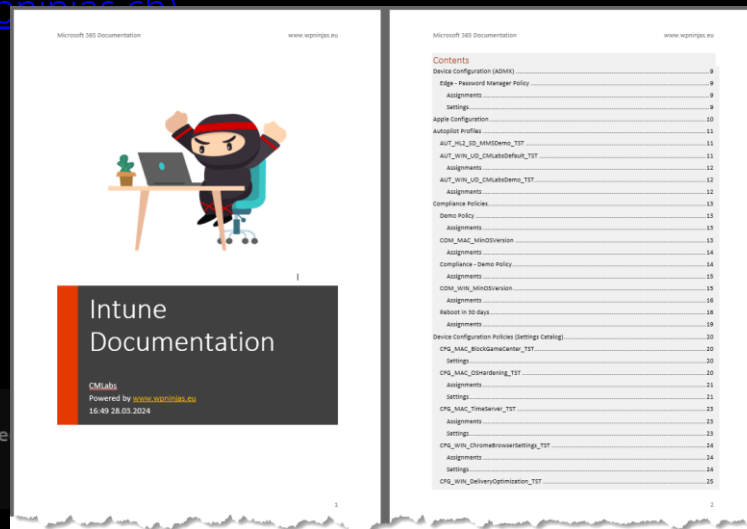 pninjas.ch)
Microsoft 365 Documentation www.wpninjas.eu
Intune
Documentation
CMLabs
Powered by www.wpninjas.eu
16:49 28.03.2024
1
Microsoft 365 Documentation www.wpninjas.eu
Contents
Device Configuration (ADMX) 9
Edge - Password Manager Policy 9
Assignments 9
Settings 9
Apple Configuration 10
Autopilot Profiles 11
AUT_HL2_SD_MMSDemo_TST 11
AUT_WIN_UD_CMLabsDefault_TST 11
Assignments 12
AUT_WIN_UD_CMLabsDemo_TST 12
Assignments 12
Compliance Policies 13
Demo Policy 13
Assignments 13
COM_MAC_MinOSVersion 13
Assignments 14
Compliance - Demo Policy 14
Assignments 15
COM_WIN_MinOSVersion 15
Assignments 16
Reboot in 30 days 18
Assignments 19
Device Configuration Policies (Settings Catalog) 20
CFG_MAC_BlockGameCenter_TST 20
Settings 20
CFG_MAC_OSHardening_TST 20
Assignments 21
Settings 21
CFG_MAC_TimeServer_TST 23
Assignments 23
Settings 23
CFG_WIN_ChromeBrowserSettings_TST 24
Assignments 24
Settings 24
CFG_WIN_DeliveryOptimization_TST 25
2